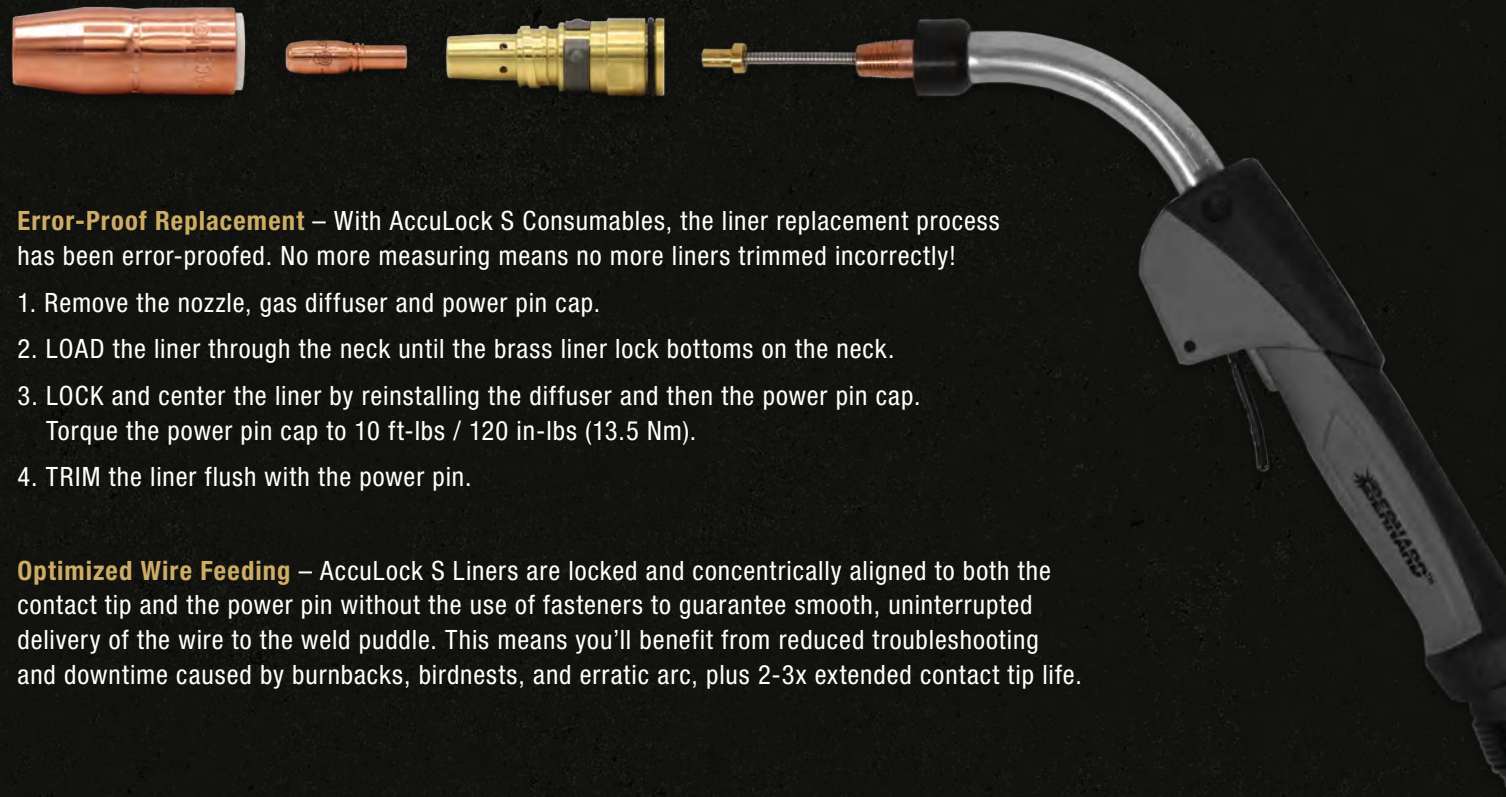 Error-Proof Replacement – With AccuLock S Consumables, the liner replacement process
has been error-proofed. No more measuring means no more liners trimmed incorrectly!
1. Remove the nozzle, gas diffuser and power pin cap.
2. LOAD the liner through the neck until the brass liner lock bottoms on the neck.
3. LOCK and center the liner by reinstalling the diffuser and then the power pin cap.
Torque the power pin cap to 10 ft-lbs / 120 in-lbs (13.5 Nm).
4. TRIM the liner flush with the power pin.
Optimized Wire Feeding – AccuLock S Liners are locked and concentrically aligned to both the
contact tip and the power pin without the use of fasteners to guarantee smooth, uninterrupted
delivery of the wire to the weld puddle. This means you’ll benefit from reduced troubleshooting
and downtime caused by burnbacks, birdnests, and erratic arc, plus 2-3x extended contact tip life.
BERNARD™